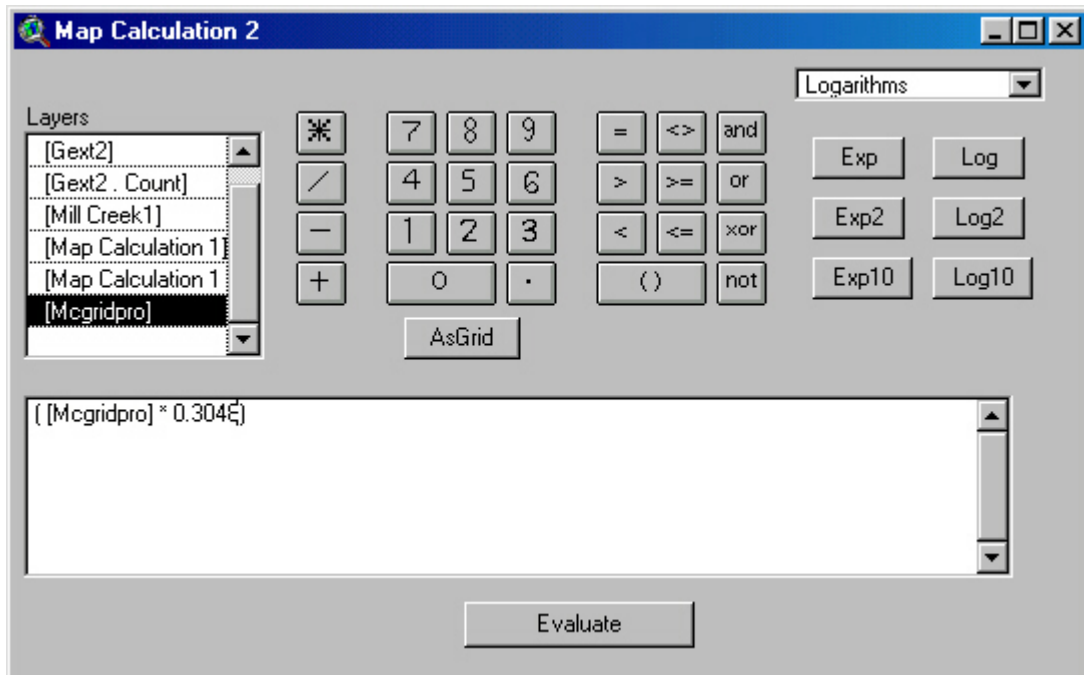 Map Calculation 2
Logarithms
Layers
[Gext2]
[Gext2 . Count]
[Mill Creek1]
[Map Calculation 1]
[Map Calculation 1
[Mcgridpro]
* 7 8 9 = <> and
/ 4 5 6 > >= or
- 1 2 3 < <= xor
+ 0 . ( ) not
AsGrid
Exp Log
Exp2 Log2
Exp10 Log10
( [Mcgridpro] * 0.3048)
Evaluate